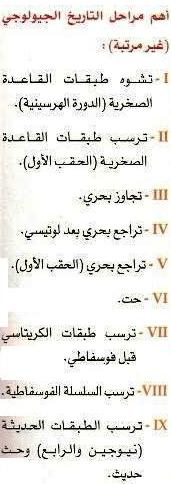 أهم مراحل التاريخ الجيولوجي
(غير مرتبة):
I - تشوه طبقات القاعدة
الصخرية (الدورة الهرسينية).
II - ترسب طبقات القاعدة
الصخرية (الحقب الأول).
III - تجاوز بحري.
IV - تراجع بحري بعد لوتيسي.
V - تراجع بحري (الحقب الأول).
VI - حت.
VII - ترسب طبقات الكريتاسي
قبل فوسفاطي.
VIII - ترسب السلسلة الفوسفاطية.
IX - ترسب الطبقات الحديثة
(نيوجين والرابع) وحث
حديث.